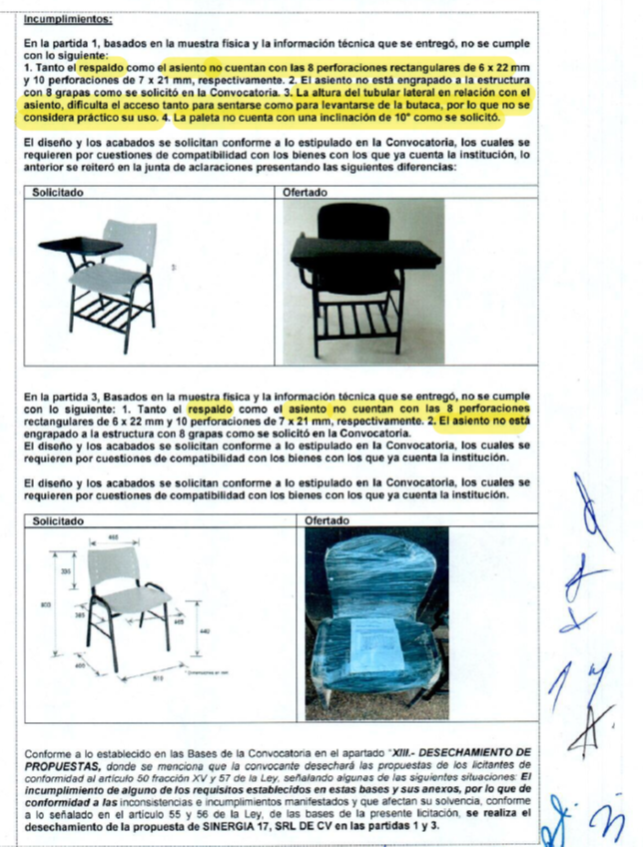 Incumplimientos:
En la partida 1, basados en la muestra física y la información técnica que se entregó, no se cumple
con lo siguiente:
1. Tanto el respaldo como el asiento no cuentan con las 8 perforaciones rectangulares de 6 x 22 mm
y 10 perforaciones de 7 x 21 mm, respectivamente. 2. El asiento no está engrapado a la estructura
con 8 grapas como se solicitó en la Convocatoria. 3. La altura del tubular lateral en relación con el
asiento, dificulta el acceso tanto para sentarse como para levantarse de la butaca, por lo que no se
considera práctico su uso. 4. La paleta no cuenta con una inclinación de 10° como se solicitó.
El diseño y los acabados se solicitan conforme a lo estipulado en la Convocatoria, los cuales se
requieren por cuestiones de compatibilidad con los bienes con los que ya cuenta la institución, lo
anterior se reiteró en la junta de aclaraciones presentando las siguientes diferencias:
Solicitado Ofertado
En la partida 3, Basados en la muestra física y la información técnica que se entregó, no se cumple
con lo siguiente: 1. Tanto el respaldo como el asiento no cuentan con las 8 perforaciones
rectangulares de 6 x 22 mm y 10 perforaciones de 7 x 21 mm, respectivamente. 2. El asiento no está
engrapado a la estructura con 8 grapas como se solicitó en la Convocatoria.
El diseño y los acabados se solicitan conforme a lo estipulado en la Convocatoria, los cuales se
requieren por cuestiones de compatibilidad con los bienes con los que ya cuenta la institución.
El diseño y los acabados se solicitan conforme a lo estipulado en la Convocatoria, los cuales se
requieren por cuestiones de compatibilidad con los bienes con los que ya cuenta la institución.
Solicitado Ofertado
Conforme a lo establecido en las Bases de la Convocatoria en el apartado "XIII.- DESECHAMIENTO DE
PROPUESTAS, donde se menciona que la convocante desechará las propuestas de los licitantes de
conformidad al artículo 50 fracción XV y 57 de la Ley, señalando algunas de las siguientes situaciones: El
incumplimiento de alguno de los requisitos establecidos en estas bases y sus anexos, por lo que de
conformidad a las inconsistencias e incumplimientos manifestados y que afectan su solvencia, conforme
a lo señalado en el artículo 55 y 56 de la Ley, de las bases de la presente licitación, se realiza el
desechamiento de la propuesta de SINERGIA 17, SRL DE CV en las partidas 1 y 3.